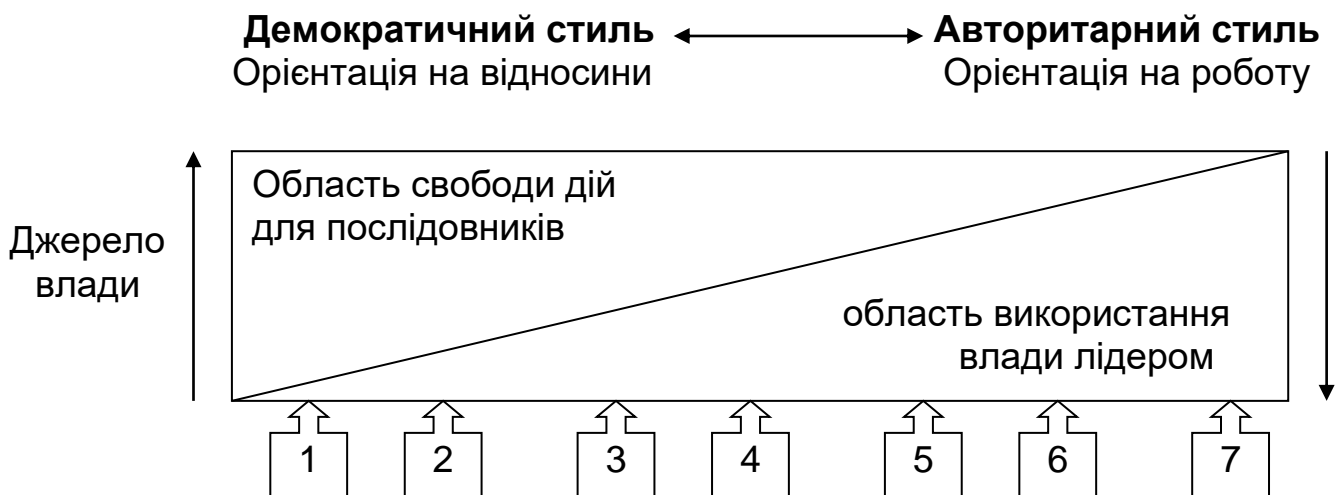 Демократичний стиль
Орієнтація на відносини
Авторитарний стиль
Орієнтація на роботу
Джерело
влади
Область свободи дій
для послідовників
область використання
влади лідером
1 2 3 4 5 6 7